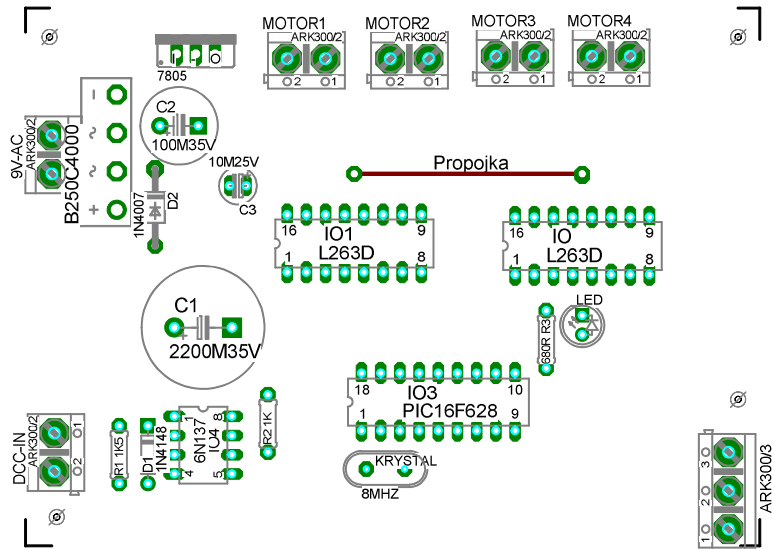 MOTOR1
MOTOR2
MOTOR3
MOTOR4
ARK300/2
ARK300/2
ARK300/2
ARK300/2
2 1
2 1
2 1
2 1
7805
9V-AC
ARK300/2
B250C4000
− ~ ~ +
C2
100M35V
1N4007
D2
10M25V
C3
Propojka
16 9
IO1
L263D
1 8
16 9
IO
L263D
1 8
C1
2200M35V
LED
680R R3
18 10
IO3
PIC16F628
1 9
DCC-IN
ARK300/2
1
2
R1 1K5
D1
1N4148
1 8
6N137
IO4
4 5
R2 1K
KRYSTAL
8MHZ
3
2
1
ARK300/3